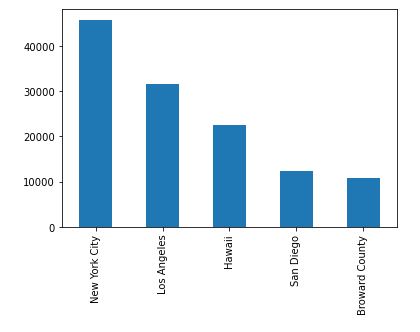 40000
30000
20000
10000
0
New York City
Los Angeles
Hawaii
San Diego
Broward County